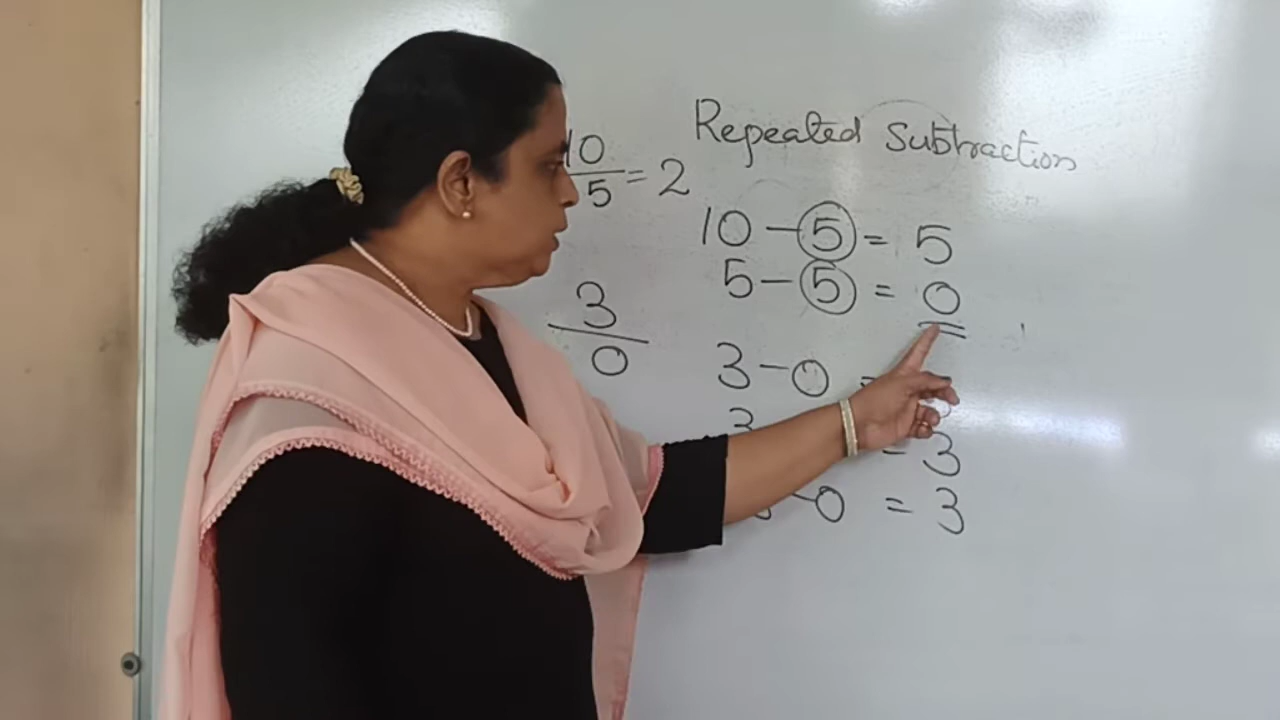 Repeated Subtraction
10/5 = 2
10 - 5 = 5
5 - 5 = 0
3/0
3 - 0 =
= 3
- 0 = 3